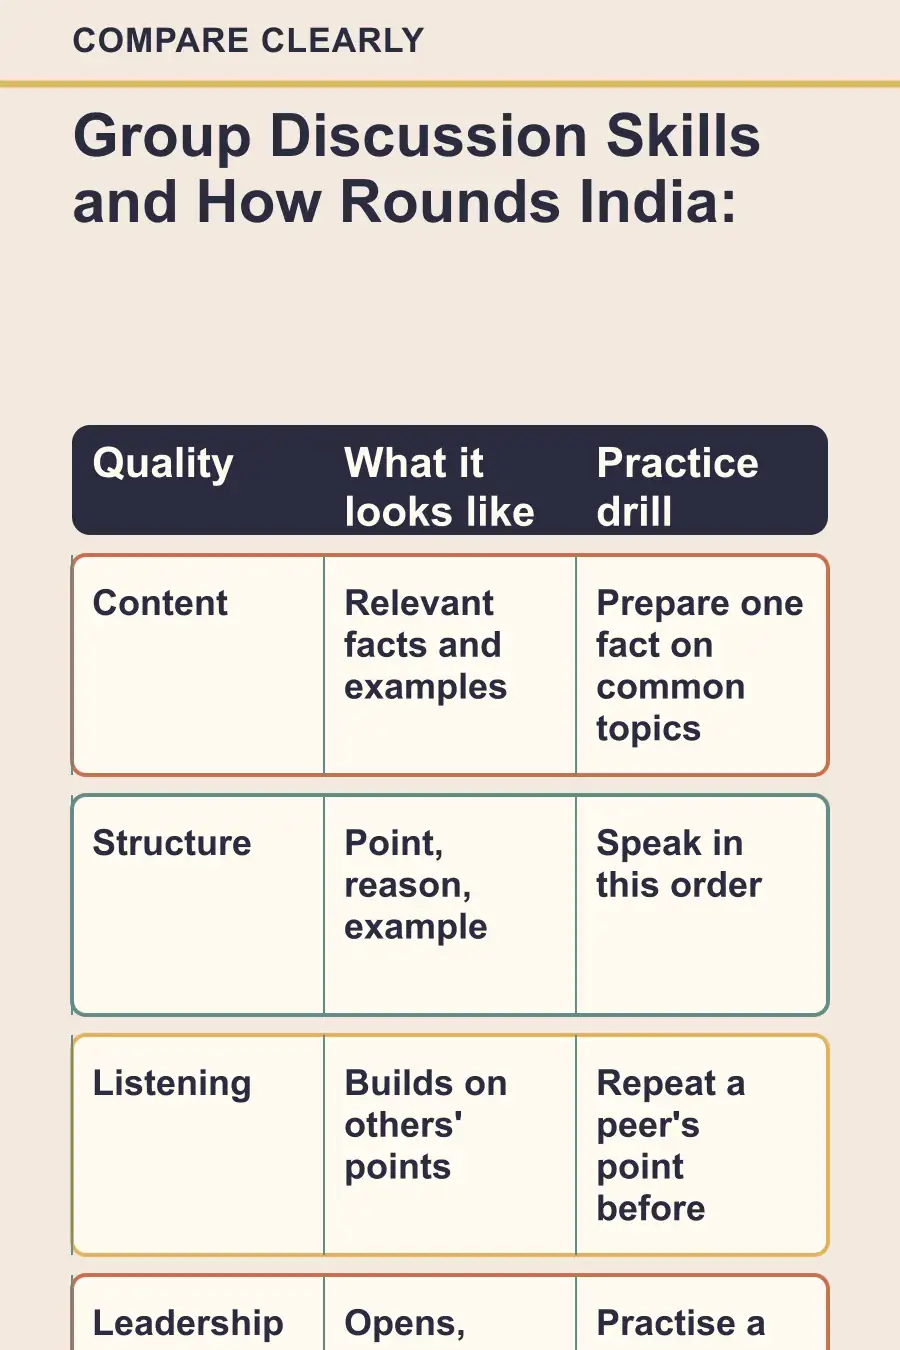 COMPARE CLEARLY
Group Discussion Skills
and How Rounds India:
Quality
What it
looks like
Practice
drill
Content
Relevant
facts and
examples
Prepare one
fact on
common
topics
Structure
Point,
reason,
example
Speak in
this order
Listening
Builds on
others'
points
Repeat a
peer's
point
before
Leadership
Opens,
Practise a